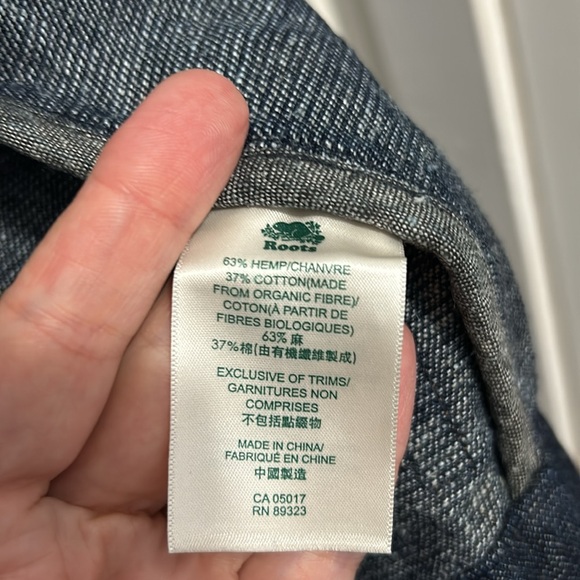 Roots
63% HEMP/CHANVRE
37% COTTON(MADE
FROM ORGANIC FIBRE)/
COTON(À PARTIR DE
FIBRES BIOLOGIQUES)
63% 麻
37%棉(由有機纖維製成)
EXCLUSIVE OF TRIMS/
GARNITURES NON
COMPRISES
不包括點綴物
MADE IN CHINA/
FABRIQUÉ EN CHINE
中國製造
CA 05017
RN 89323